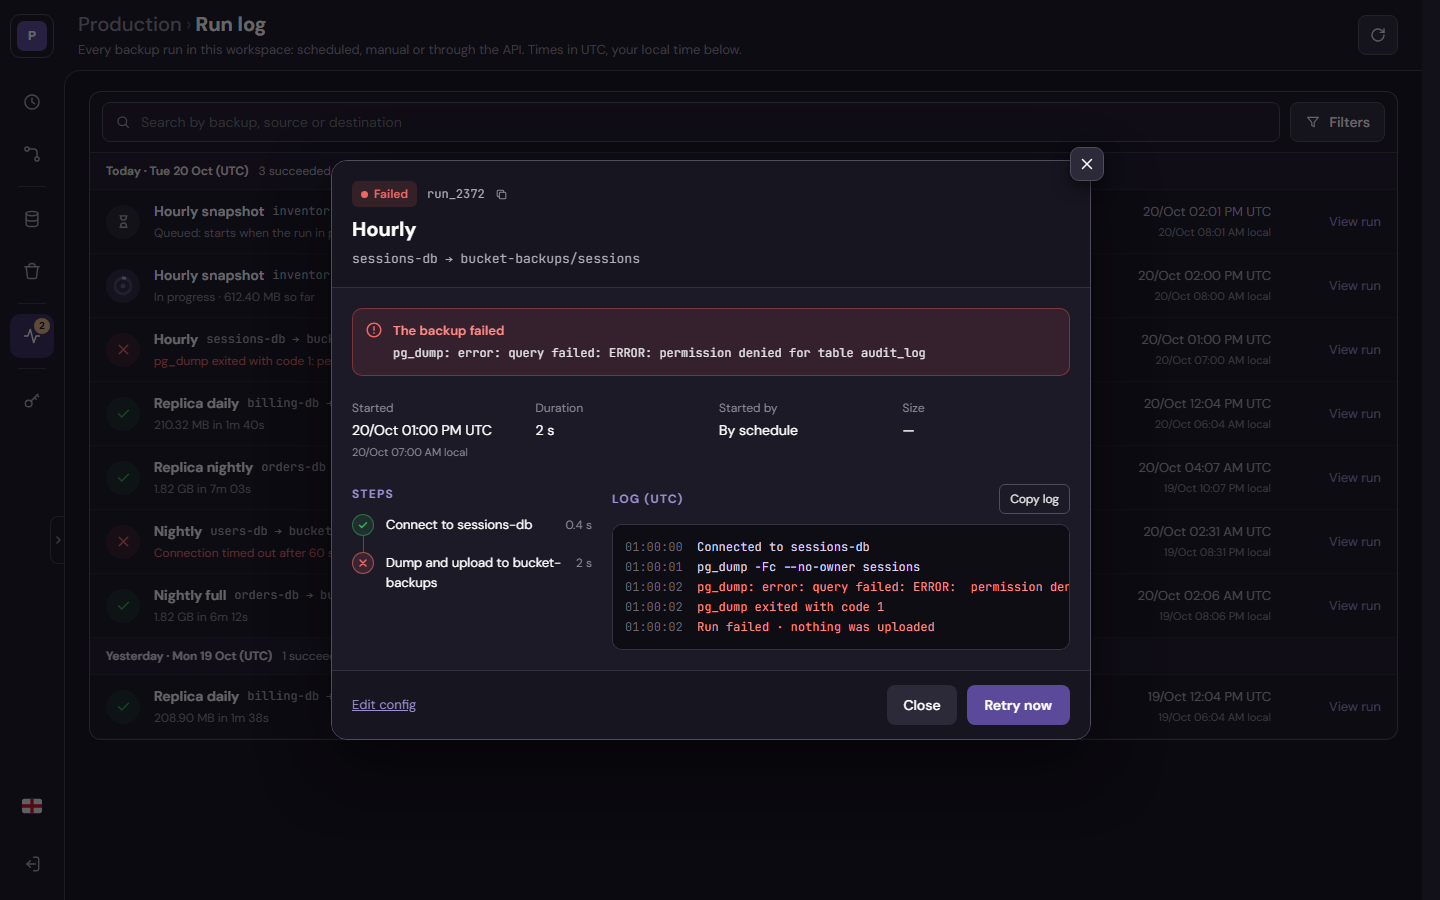 P
Production › Run log
Every backup run in this workspace: scheduled, manual or through the API. Times in UTC, your local time below.
Search by backup, source or destination
Filters
Today · Tue 20 Oct (UTC) 3 succeeded
Hourly snapshot inventor
Queued: starts when the run in p
20/Oct 02:01 PM UTC
20/Oct 08:01 AM local
View run
Hourly snapshot inventor
In progress · 612.40 MB so far
20/Oct 02:00 PM UTC
20/Oct 08:00 AM local
View run
2
Hourly sessions-db → buck
pg_dump exited with code 1: pe
20/Oct 01:00 PM UTC
20/Oct 07:00 AM local
View run
Replica daily billing-db →
210.32 MB in 1m 40s
20/Oct 12:04 PM UTC
20/Oct 06:04 AM local
View run
Replica nightly orders-db
1.82 GB in 7m 03s
20/Oct 04:07 AM UTC
19/Oct 10:07 PM local
View run
Nightly users-db → bucket
Connection timed out after 60 s
20/Oct 02:31 AM UTC
19/Oct 08:31 PM local
View run
Nightly full orders-db → bu
1.82 GB in 6m 12s
20/Oct 02:06 AM UTC
19/Oct 08:06 PM local
View run
Yesterday · Mon 19 Oct (UTC) 1 succee
Replica daily billing-db →
208.90 MB in 1m 38s
19/Oct 12:04 PM UTC
19/Oct 06:04 AM local
View run
Failed run_2372
Hourly
sessions-db → bucket-backups/sessions
The backup failed
pg_dump: error: query failed: ERROR: permission denied for table audit_log
Started
20/Oct 01:00 PM UTC
20/Oct 07:00 AM local
Duration
2 s
Started by
By schedule
Size
—
STEPS
Connect to sessions-db 0.4 s
Dump and upload to bucket- 2 s
backups
LOG (UTC)
Copy log
01:00:00 Connected to sessions-db
01:00:01 pg_dump -Fc --no-owner sessions
01:00:02 pg_dump: error: query failed: ERROR:  permission den
01:00:02 pg_dump exited with code 1
01:00:02 Run failed · nothing was uploaded
Edit config
Close
Retry now